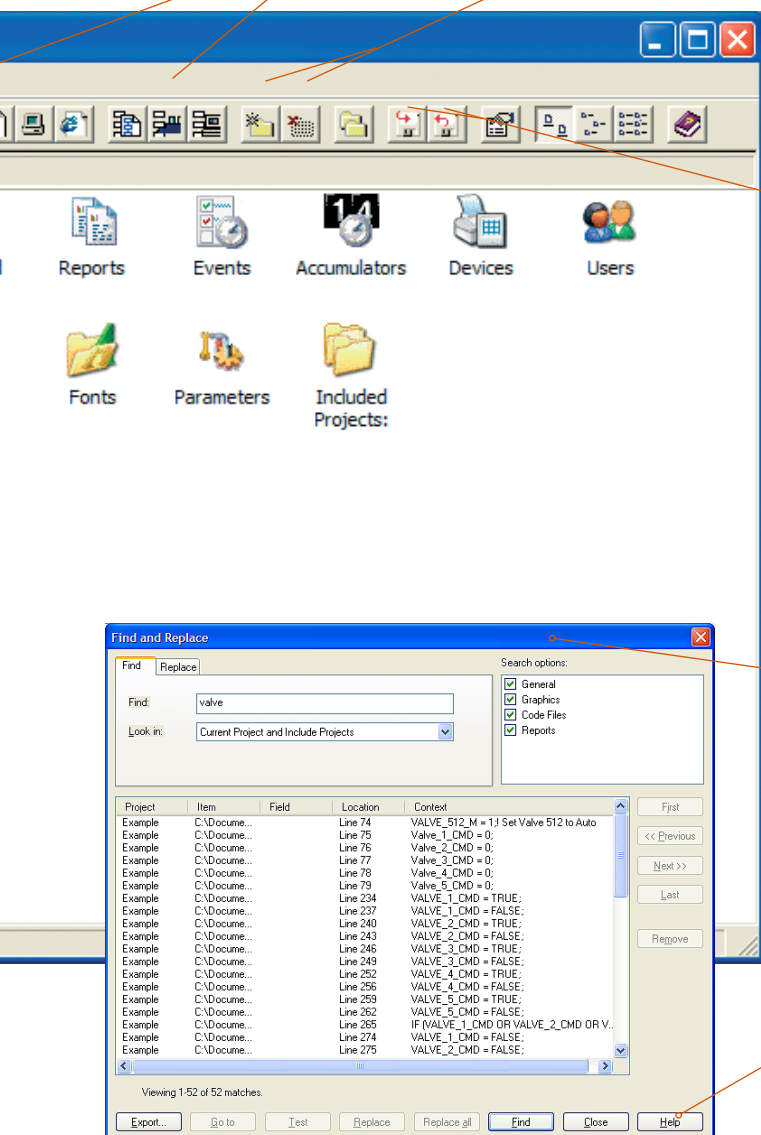 Reports
Events
Accumulators
Devices
Users
Fonts
Parameters
Included
Projects:
Find and Replace
Find
Replace
Search options:
Find:
valve
Look in:
Current Project and Include Projects
General
Graphics
Code Files
Reports
Project Item Field Location Context
Example C:\Docume... Line 74 VALVE_512_M = 1;! Set Valve 512 to Auto
Example C:\Docume... Line 75 Valve_1_CMD = 0;
Example C:\Docume... Line 76 Valve_2_CMD = 0;
Example C:\Docume... Line 77 Valve_3_CMD = 0;
Example C:\Docume... Line 78 Valve_4_CMD = 0;
Example C:\Docume... Line 79 Valve_5_CMD = 0;
Example C:\Docume... Line 234 VALVE_1_CMD = TRUE;
Example C:\Docume... Line 237 VALVE_1_CMD = FALSE;
Example C:\Docume... Line 240 VALVE_2_CMD = TRUE;
Example C:\Docume... Line 243 VALVE_2_CMD = FALSE;
Example C:\Docume... Line 246 VALVE_3_CMD = TRUE;
Example C:\Docume... Line 249 VALVE_3_CMD = FALSE;
Example C:\Docume... Line 252 VALVE_4_CMD = TRUE;
Example C:\Docume... Line 256 VALVE_4_CMD = FALSE;
Example C:\Docume... Line 259 VALVE_5_CMD = TRUE;
Example C:\Docume... Line 262 VALVE_5_CMD = FALSE;
Example C:\Docume... Line 265 IF (VALVE_1_CMD OR VALVE_2_CMD OR V...
Example C:\Docume... Line 274 VALVE_1_CMD = FALSE;
Example C:\Docume... Line 275 VALVE_2_CMD = FALSE;
First
<< Previous
Next >>
Last
Remove
Viewing 1-52 of 52 matches.
Export... Go to Test Replace Replace all Find Close Help